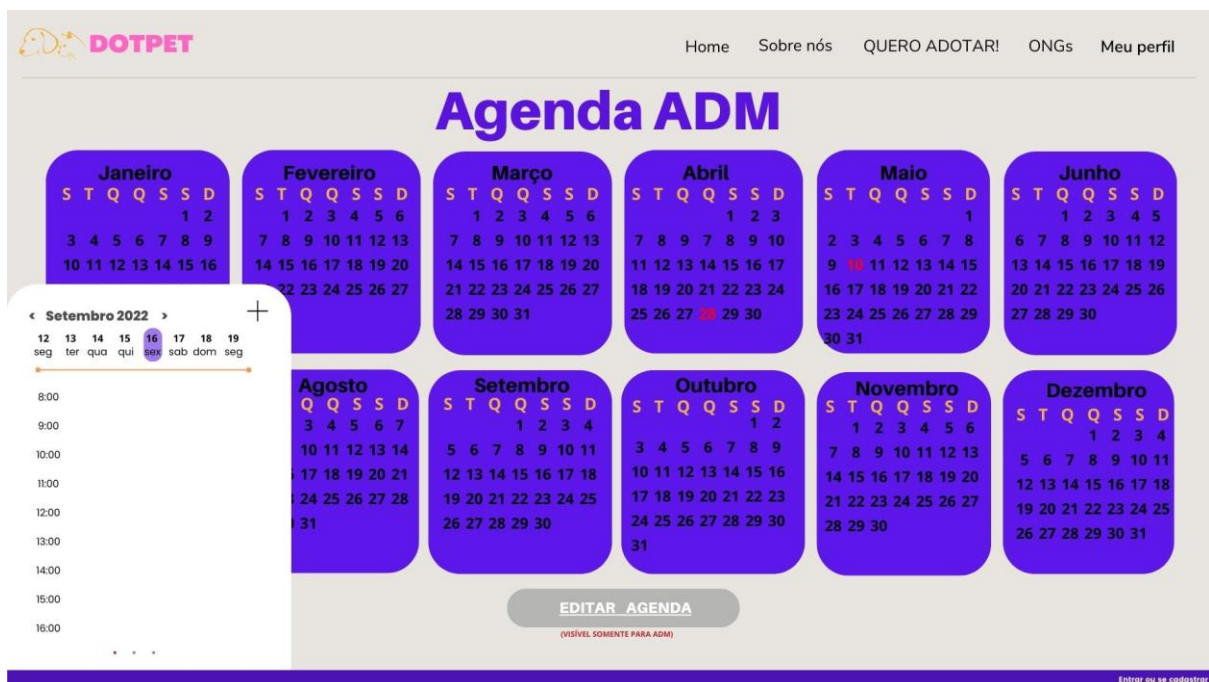 DOTPET
Home Sobre nós QUERO ADOTAR! ONGs Meu perfil
Agenda ADM
Janeiro
S T Q Q S S D
1 2
3 4 5 6 7 8 9
10 11 12 13 14 15 16
Fevereiro
S T Q Q S S D
1 2 3 4 5 6
7 8 9 10 11 12 13
14 15 16 17 18 19 20
22 23 24 25 26 27
Março
S T Q Q S S D
1 2 3 4 5 6
7 8 9 10 11 12 13
14 15 16 17 18 19 20
21 22 23 24 25 26 27
28 29 30 31
Abril
S T Q Q S S D
1 2 3
7 8 9 7 8 9 10
11 12 13 14 15 16 17
18 19 20 21 22 23 24
25 26 27 28 29 30
Maio
S T Q Q S S D
1
2 3 4 5 6 7 8
9 10 11 12 13 14 15
16 17 18 19 20 21 22
23 24 25 26 27 28 29
30 31
Junho
S T Q Q S S D
1 2 3 4 5
6 7 8 9 10 11 12
13 14 15 16 17 18 19
20 21 22 23 24 25 26
27 28 29 30
‹ Setembro 2022 › +
12 13 14 15 16 17 18 19
seg ter qua qui sex sab dom seg
8:00
9:00
10:00
11:00
12:00
13:00
14:00
15:00
16:00
Agosto
Q Q S S D
3 4 5 6 7
10 11 12 13 14
17 18 19 20 21
24 25 26 27 28
31
Setembro
S T Q Q S S D
1 2 3 4
5 6 7 8 9 10 11
12 13 14 15 16 17 18
19 20 21 22 23 24 25
26 27 28 29 30
Outubro
S T Q Q S S D
1 2
3 4 5 6 7 8 9
10 11 12 13 14 15 16
17 18 19 20 21 22 23
24 25 26 27 28 29 30
31
Novembro
S T Q Q S S D
1 2 3 4 5 6
7 8 9 10 11 12 13
14 15 16 17 18 19 20
21 22 23 24 25 26 27
28 29 30
Dezembro
S T Q Q S S D
1 2 3 4
5 6 7 8 9 10 11
12 13 14 15 16 17 18
19 20 21 22 23 24 25
26 27 28 29 30 31
EDITAR AGENDA
(VISÍVEL SOMENTE PARA ADM)
Entrar ou se cadastrar